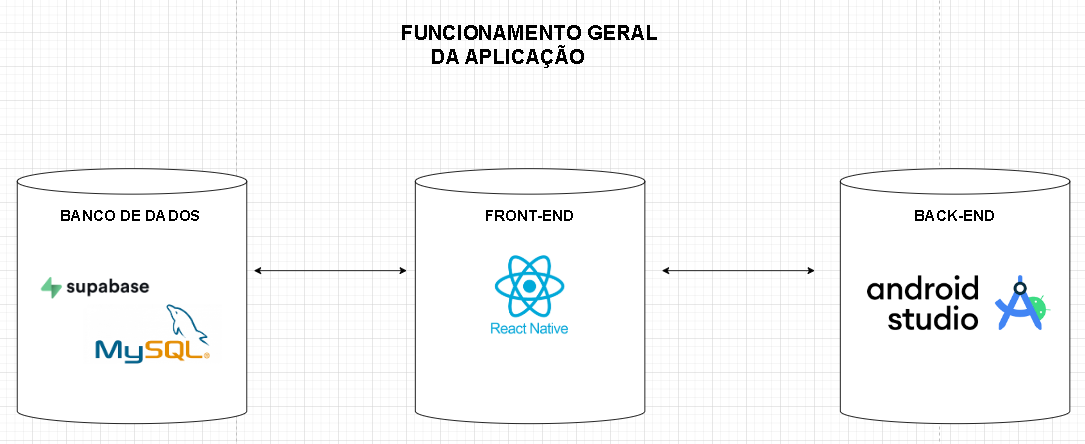 FUNCIONAMENTO GERAL
DA APLICAÇÃO
BANCO DE DADOS
supabase
MySQL®
FRONT-END
React Native
BACK-END
android
studio